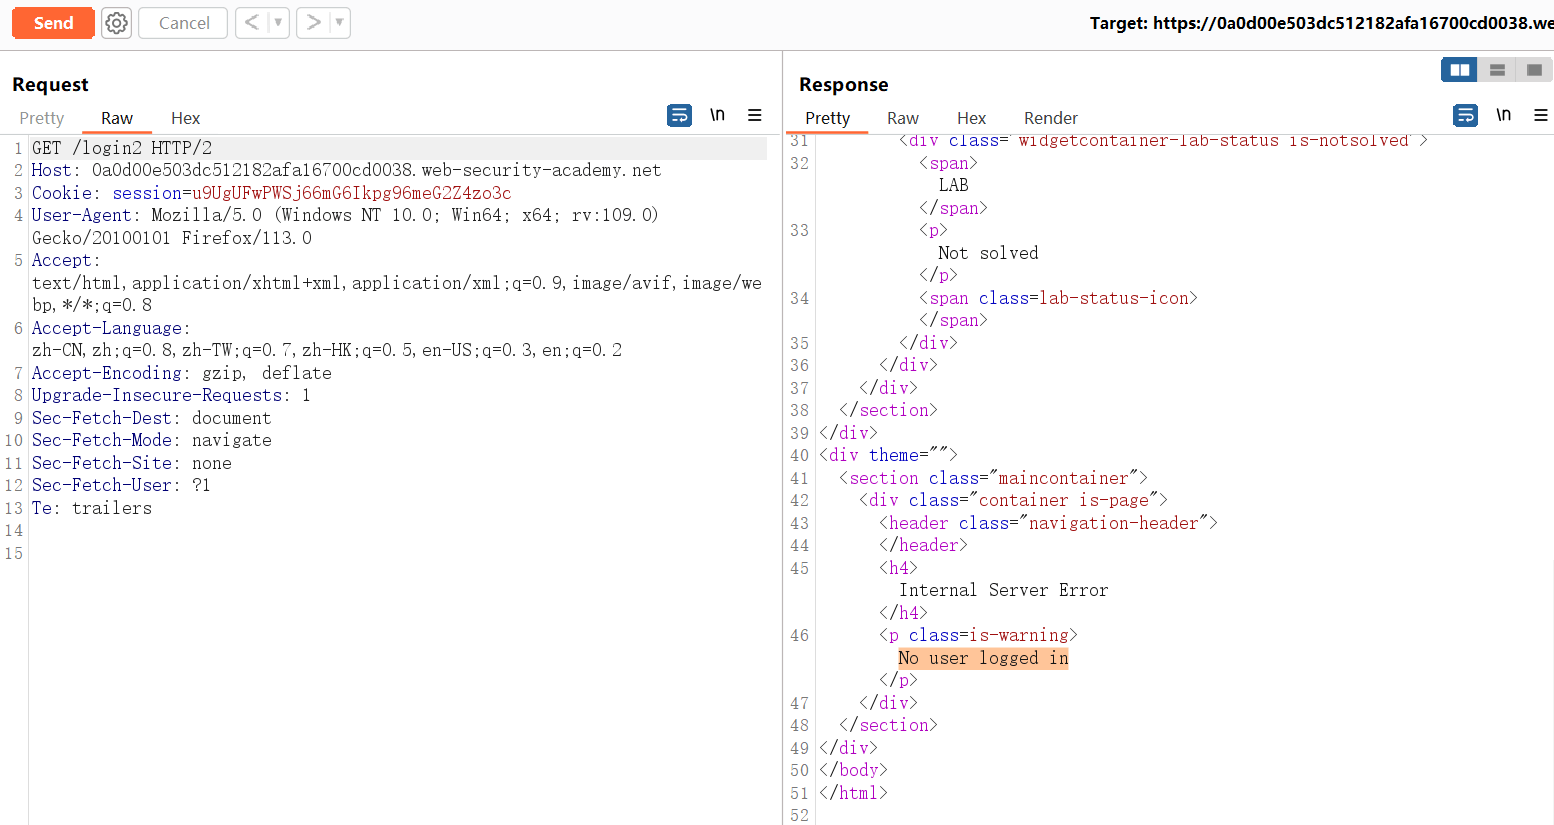 Send
Cancel
<
>
Target: https://0a0d00e503dc512182afa16700cd0038.we
Request
Pretty
Raw
Hex
\n
1 GET /login2 HTTP/2
2 Host: 0a0d00e503dc512182afa16700cd0038.web-security-academy.net
3 Cookie: session=u9UgUFwPWSj66mG6Ikpg96meG2Z4zo3c
4 User-Agent: Mozilla/5.0 (Windows NT 10.0; Win64; x64; rv:109.0)
Gecko/20100101 Firefox/113.0
5 Accept:
text/html,application/xhtml+xml,application/xml;q=0.9,image/avif,image/we
bp,*/*;q=0.8
6 Accept-Language:
zh-CN,zh;q=0.8,zh-TW;q=0.7,zh-HK;q=0.5,en-US;q=0.3,en;q=0.2
7 Accept-Encoding: gzip, deflate
8 Upgrade-Insecure-Requests: 1
9 Sec-Fetch-Dest: document
10 Sec-Fetch-Mode: navigate
11 Sec-Fetch-Site: none
12 Sec-Fetch-User: ?1
13 Te: trailers
14
15
Response
Pretty
Raw
Hex
Render
\n
31 <div class='widgetcontainer-lab-status is-notsolved'>
32 <span>
LAB
</span>
33 <p>
Not solved
</p>
34 <span class=lab-status-icon>
</span>
35 </div>
36 </div>
37 </div>
38 </section>
39 </div>
40 <div theme="">
41 <section class="maincontainer">
42 <div class="container is-page">
43 <header class="navigation-header">
44 </header>
45 <h4>
Internal Server Error
</h4>
46 <p class=is-warning>
No user logged in
</p>
47 </div>
48 </section>
49 </div>
50 </body>
51 </html>
52